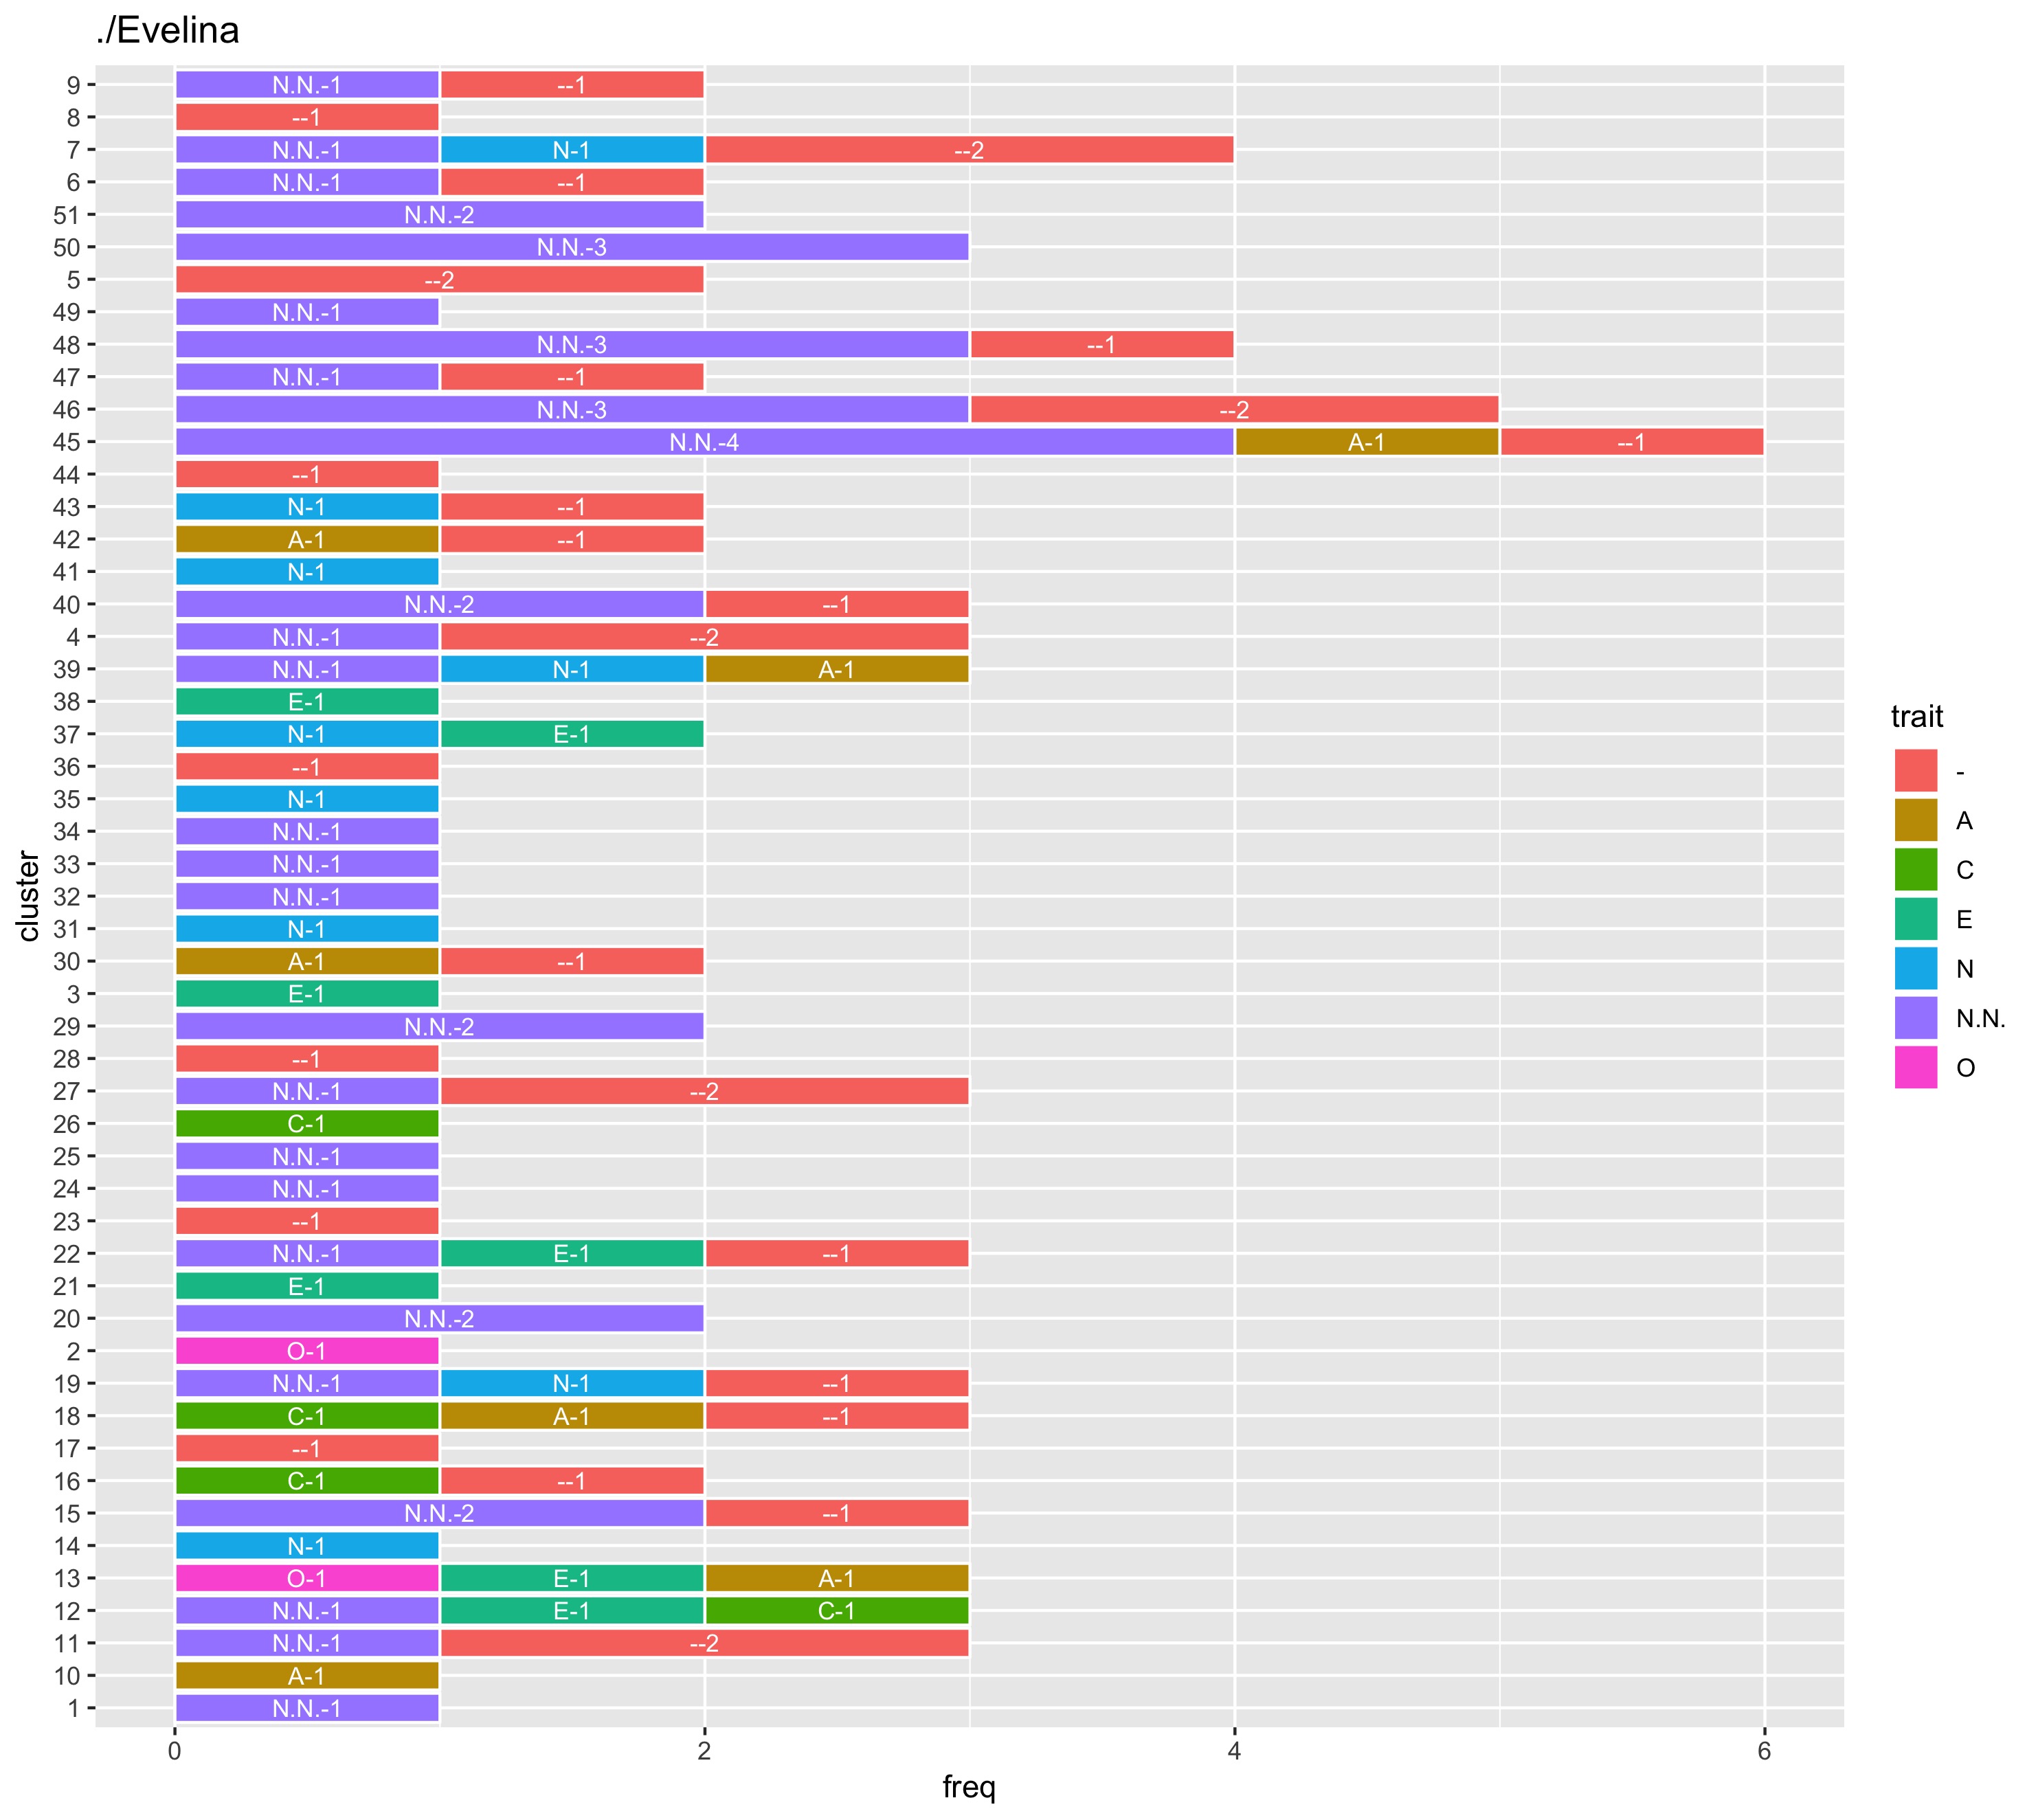 ./Evelina
9 N.N.-1 --1
8 --1
7 N.N.-1 N-1 --2
6 N.N.-1 --1
51 N.N.-2
50 N.N.-3
5 --2
49 N.N.-1
48 N.N.-3 --1
47 N.N.-1 --1
46 N.N.-3 --2
45 N.N.-4 A-1 --1
44 --1
43 N-1 --1
42 A-1 --1
41 N-1
40 N.N.-2 --1
4 N.N.-1 --2
39 N.N.-1 N-1 A-1
38 E-1
37 N-1 E-1
36 --1
35 N-1
34 N.N.-1
33 N.N.-1
32 N.N.-1
31 N-1
30 A-1 --1
3 E-1
29 N.N.-2
28 --1
27 N.N.-1 --2
26 C-1
25 N.N.-1
24 N.N.-1
23 --1
22 N.N.-1 E-1 --1
21 E-1
20 N.N.-2
2 O-1
19 N.N.-1 N-1 --1
18 C-1 A-1 --1
17 --1
16 C-1 --1
15 N.N.-2 --1
14 N-1
13 O-1 E-1 A-1
12 N.N.-1 E-1 C-1
11 N.N.-1 --2
10 A-1
1 N.N.-1
0 2 4 6
freq
cluster
trait
-
A
C
E
N
N.N.
O